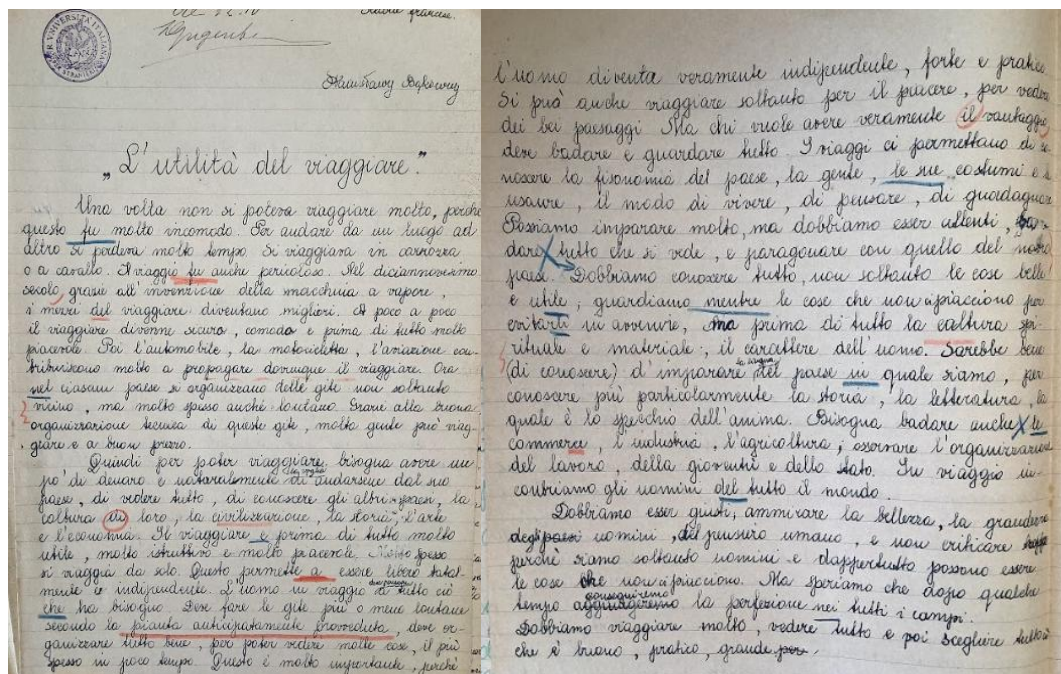 R. UNIVERSITÀ ITALIANA
PER STRANIERI
francese.
"L'utilità del viaggiare".
Una volta non si poteva viaggiare molto, perchè
questo fu molto incomodo. Per andare da un luogo ad
altro si perdeva molto tempo. Si viaggiava in carrozza
o a cavallo. Il viaggio fu anche pericoloso. Nel diciannovesimo
secolo, grazie all'invenzione della macchina a vapore,
i mezzi del viaggiare diventano migliori. A poco a poco
il viaggiare divenne sicuro, comodo e prima di tutto molto
piacevole. Poi l'automobile, la motocicletta, l'aviazione con-
tribuiscono molto a propagare dovunque il viaggiare. Ora
nel ciascun paese si organizzano delle gite non soltanto
vicino, ma molto spesso anche lontano. Grazie alla buona
organizzazione tecnica di queste gite, molta gente può viag-
giare e a buon prezzo.
Quindi per poter viaggiare, bisogna avere un
po' di denaro e naturalmente di andarsene dal suo
paese, di vedere tutto, di conoscere gli altri paesi, la
coltura di loro, la civilizzazione, la storia, l'arte
e l'economia. Il viaggiare e prima di tutto molto
utile, molto istruttivo e molto piacevole. Spesso
si viaggia da solo. Questo permette a essere libero total-
mente e indipendente. L'uomo in viaggio a tutto ciò
che ha bisogno. Deve fare le gite più o meno lontane
secondo la pianta anticipatamente provveduta, deve or-
ganizzare tutto bene, per poter vedere molte cose, il più
spesso in poco tempo. Questo è molto importante, perchè
l'uomo diventa veramente indipendente, forte e pratico.
Si può anche viaggiare soltanto per il piacere, per vedere
dei bei paesaggi. Ma chi vuole avere veramente il vantaggio
deve badare e guardare tutto. I viaggi ci permettano di co-
noscere la fisonomia del paese, la gente, le sue costumi e
usanze, il modo di vivere, di pensare, di guadagnare
Possiamo imparare molto, ma dobbiamo esser attenti,
dare tutto che si vede, e paragonare con quello del nostro
paese. Dobbiamo conoscere tutto, non soltanto le cose belle
e utile, guardiamo mentre le cose che non ci piacciono per
evitarli in avvenire, ma prima di tutto la coltura spi-
rituale e materiale, il carattere dell'uomo. Sarebbe bene
(di conoscere) d'imparare la lingua del paese in quale siamo, per
conoscere più particolarmente la storia, la letteratura, la
quale è lo specchio dell'anima. Bisogna badare anche le
commerci, l'industria, l'agricoltura, osservare l'organizzazione
del lavoro, della gioventù e dello stato. In viaggio in-
contriamo gli uomini del tutto il mondo.
Dobbiamo esser giusti, ammirare la bellezza, la grandezza
degli uomini, del pensiero umano, e non criticare
perchè siamo soltanto uomini e dappertutto possono essere
le cose che non ci piacciono. Ma speriamo che dopo qualche
tempo conseguiremo la perfezione nei tutti i campi.
Dobbiamo viaggiare molto, vedere tutto e poi scegliere tutto
che è buono, pratico, grande.